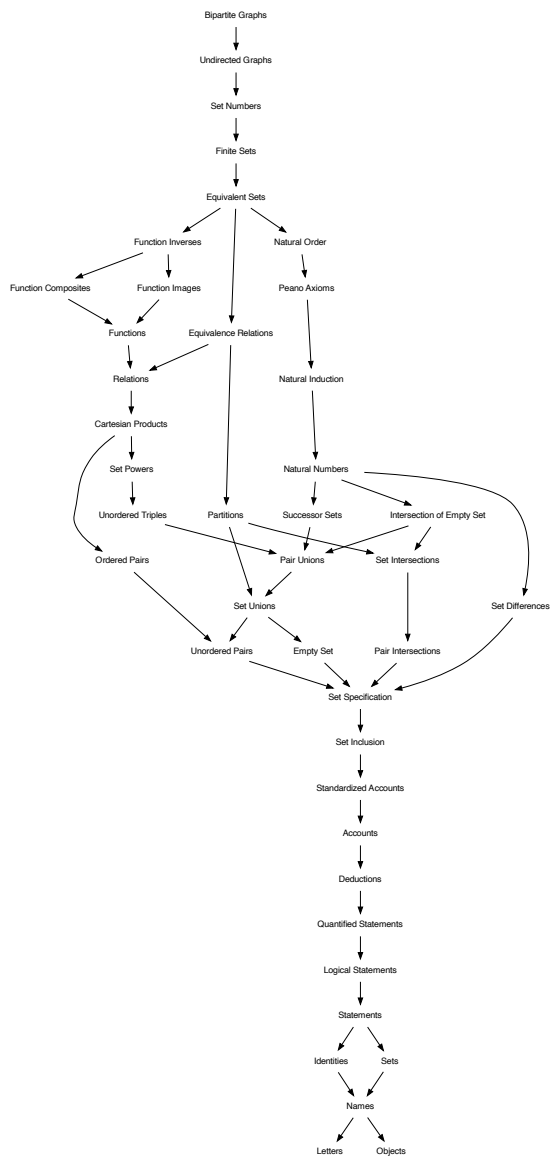 Bipartite Graphs
Undirected Graphs
Set Numbers
Finite Sets
Equivalent Sets
Function Inverses
Natural Order
Function Composites
Function Images
Peano Axioms
Functions
Equivalence Relations
Relations
Natural Induction
Cartesian Products
Set Powers
Natural Numbers
Unordered Triples
Partitions
Successor Sets
Intersection of Empty Set
Ordered Pairs
Pair Unions
Set Intersections
Set Unions
Set Differences
Unordered Pairs
Empty Set
Pair Intersections
Set Specification
Set Inclusion
Standardized Accounts
Accounts
Deductions
Quantified Statements
Logical Statements
Statements
Identities
Sets
Names
Letters
Objects